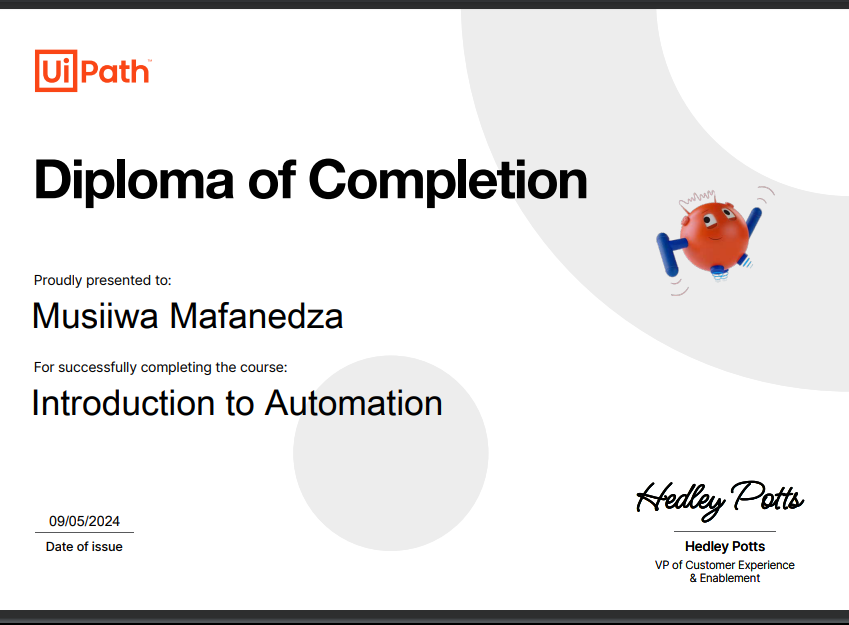 UiPath™
Diploma of Completion
Proudly presented to:
Musiiwa Mafanedza
For successfully completing the course:
Introduction to Automation
09/05/2024
Date of issue
Hedley Potts
Hedley Potts
VP of Customer Experience
& Enablement